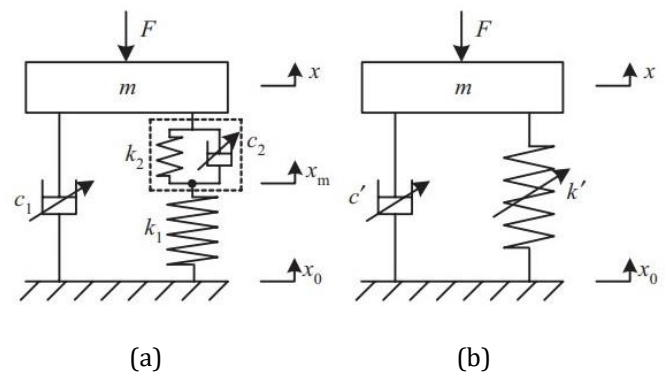 F
m
x
k₂
c₂
xₘ
c₁
k₁
x₀
(a)
F
m
x
c′
k′
x₀
(b)